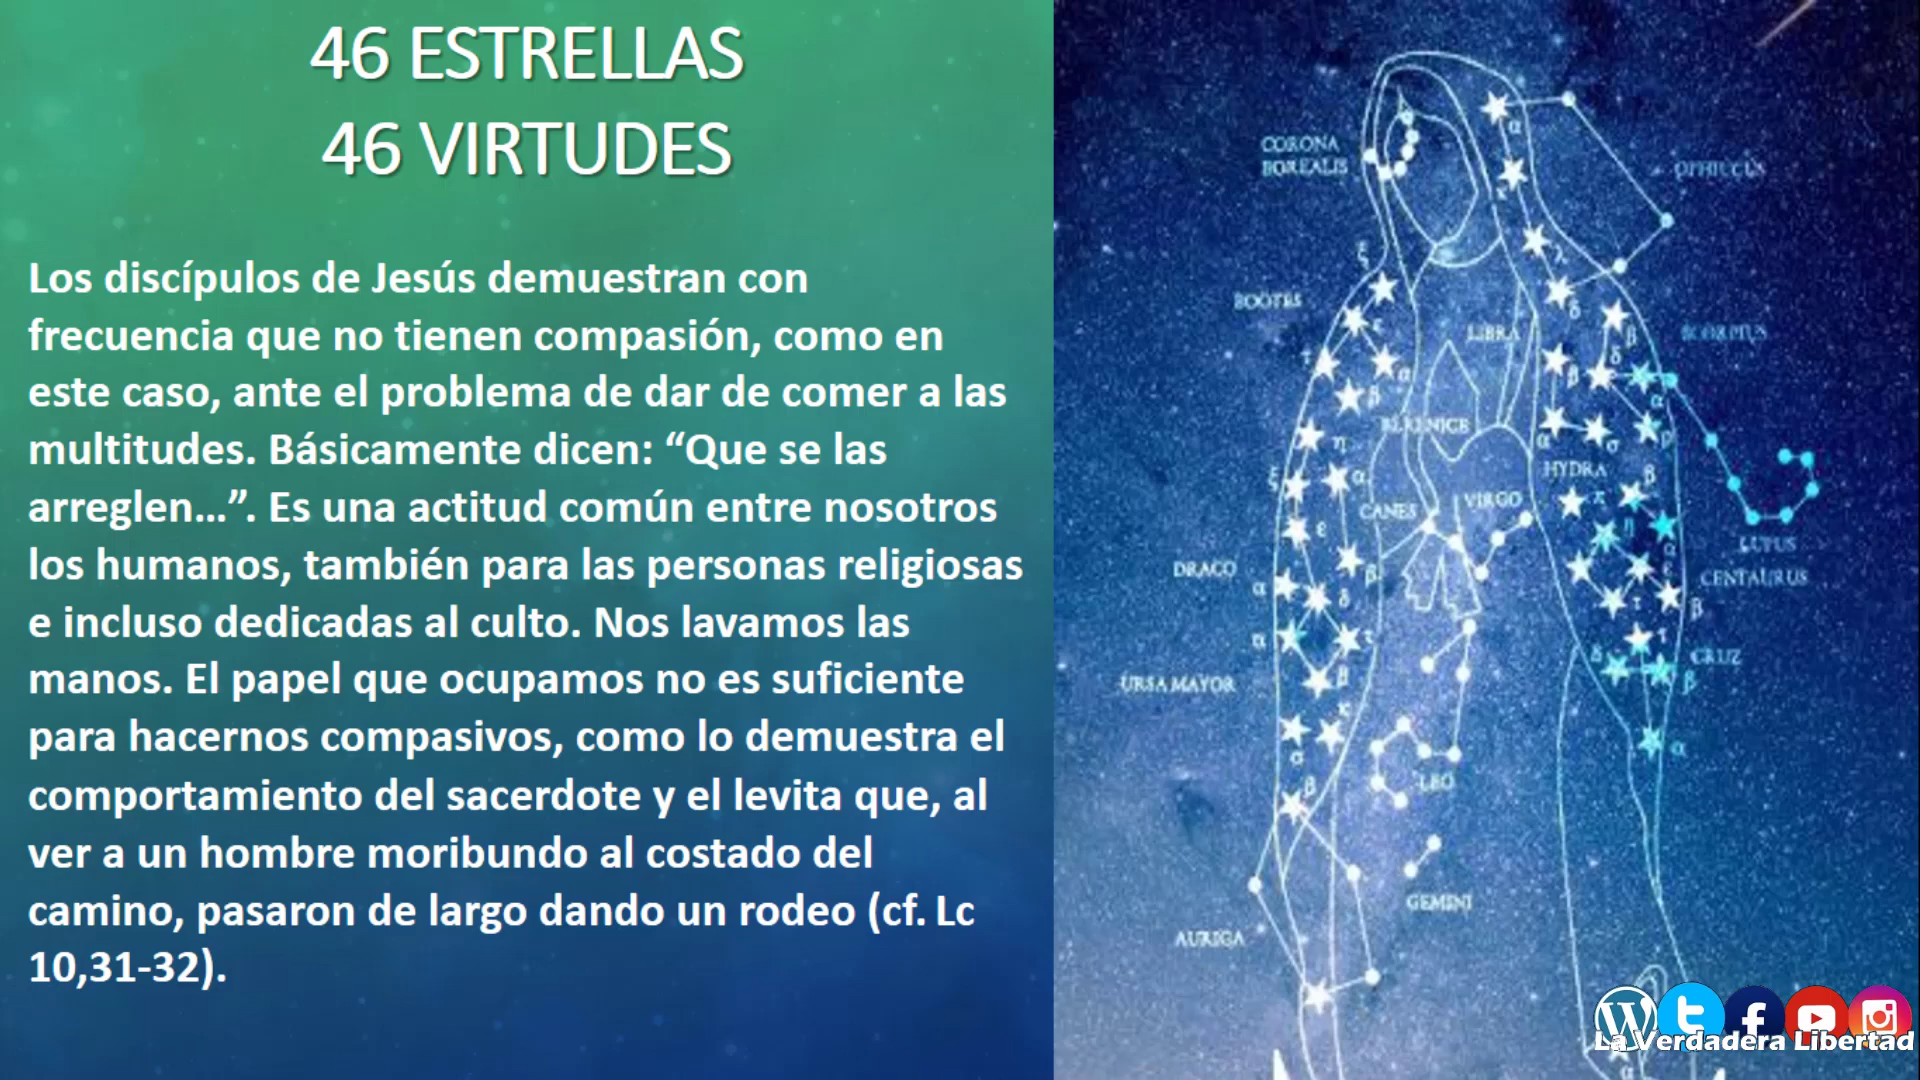 46 ESTRELLAS
46 VIRTUDES
Los discípulos de Jesús demuestran con
frecuencia que no tienen compasión, como en
este caso, ante el problema de dar de comer a las
multitudes. Básicamente dicen: “Que se las
arreglen...”. Es una actitud común entre nosotros
los humanos, también para las personas religiosas
e incluso dedicadas al culto. Nos lavamos las
manos. El papel que ocupamos no es suficiente
para hacernos compasivos, como lo demuestra el
comportamiento del sacerdote y el levita que, al
ver a un hombre moribundo al costado del
camino, pasaron de largo dando un rodeo (cf. Lc
10,31-32).
CORONA
BOREALIS
OPHIUCUS
BOOTES
LIBRA
SCORPIUS
BERENICE
HYDRA
CANES
VIRGO
LUPUS
DRACO
CENTAURUS
CRUZ
URSA MAYOR
LEO
GEMINI
AURIGA
La Verdadera Libertad